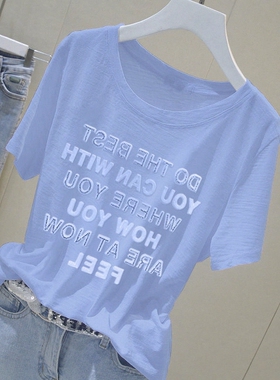 DO THE BEST
YOU CAN WITH
WHERE YOU
HOW YOU
ARE AT NOW
FEEL